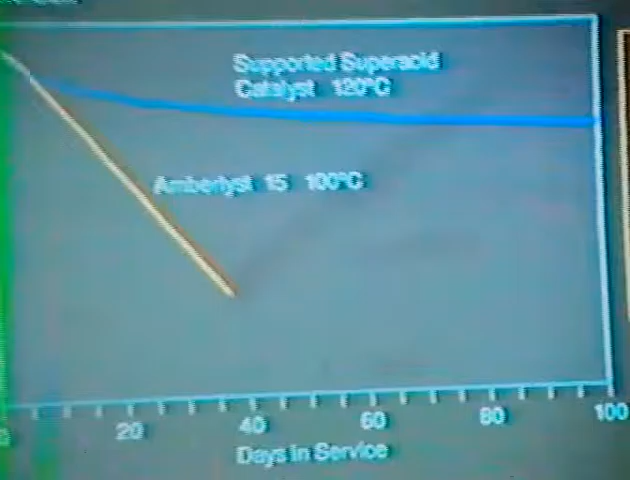 Supported Superacid
Catalyst 120°C
Amberlyst 15 100°C
20 40 60 80 100
Days in Service